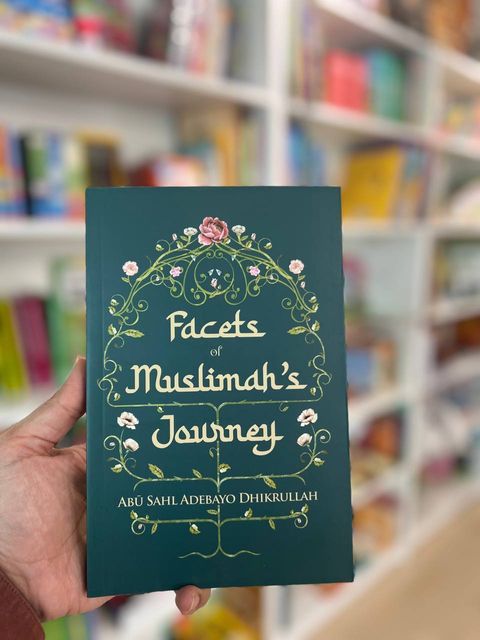 Facets
of
Muslimah's
Journey
ABŪ SAHL ADEBAYO DHIKRULLAH